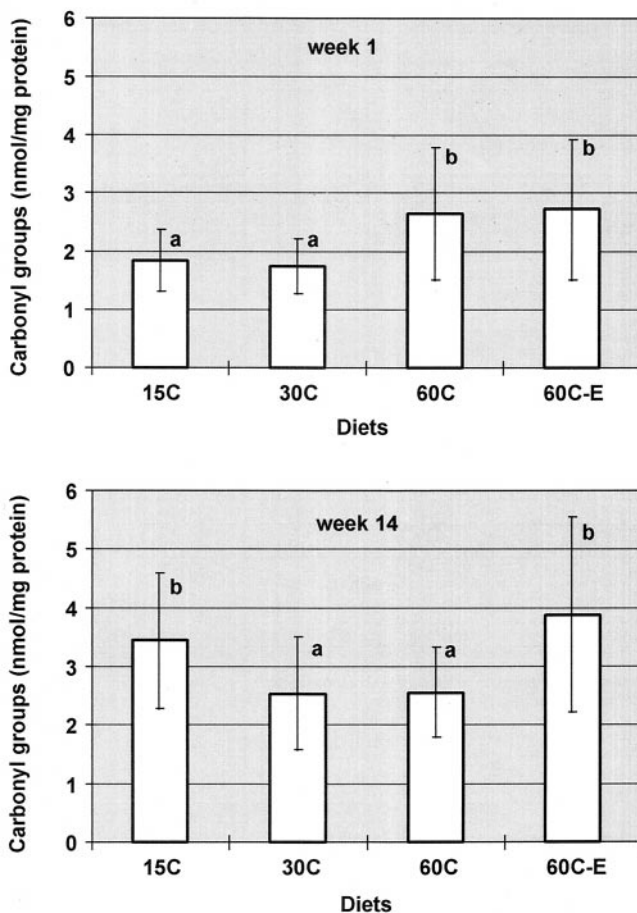 Carbonyl groups (nmol/mg protein)
6
5
4
3
2
1
0
week 1
a
a
b
b
15C
30C
60C
60C-E
Diets
Carbonyl groups (nmol/mg protein)
6
5
4
3
2
1
0
week 14
b
a
a
b
15C
30C
60C
60C-E
Diets